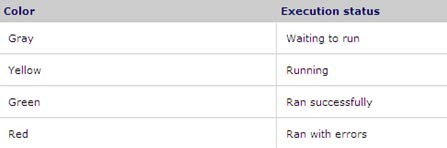 Color Execution status
Gray Waiting to run
Yellow Running
Green Ran successfully
Red Ran with errors